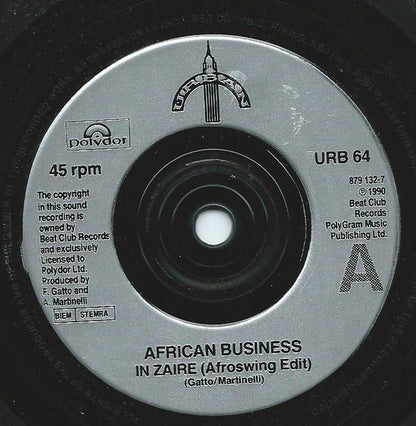 URBAN
polydor
45 rpm
URB 64
879 132-7
The copyright
in this sound
recording is
owned by
Beat Club Records
and exclusively
Licensed to
Polydor Ltd.
Produced by
F. Gatto and
A. Martinelli
BIEM STEMRA
℗ 1990
Beat Club
Records
PolyGram Music
Publishing Ltd.
A
AFRICAN BUSINESS
IN ZAIRE (Afroswing Edit)
(Gatto/Martinelli)